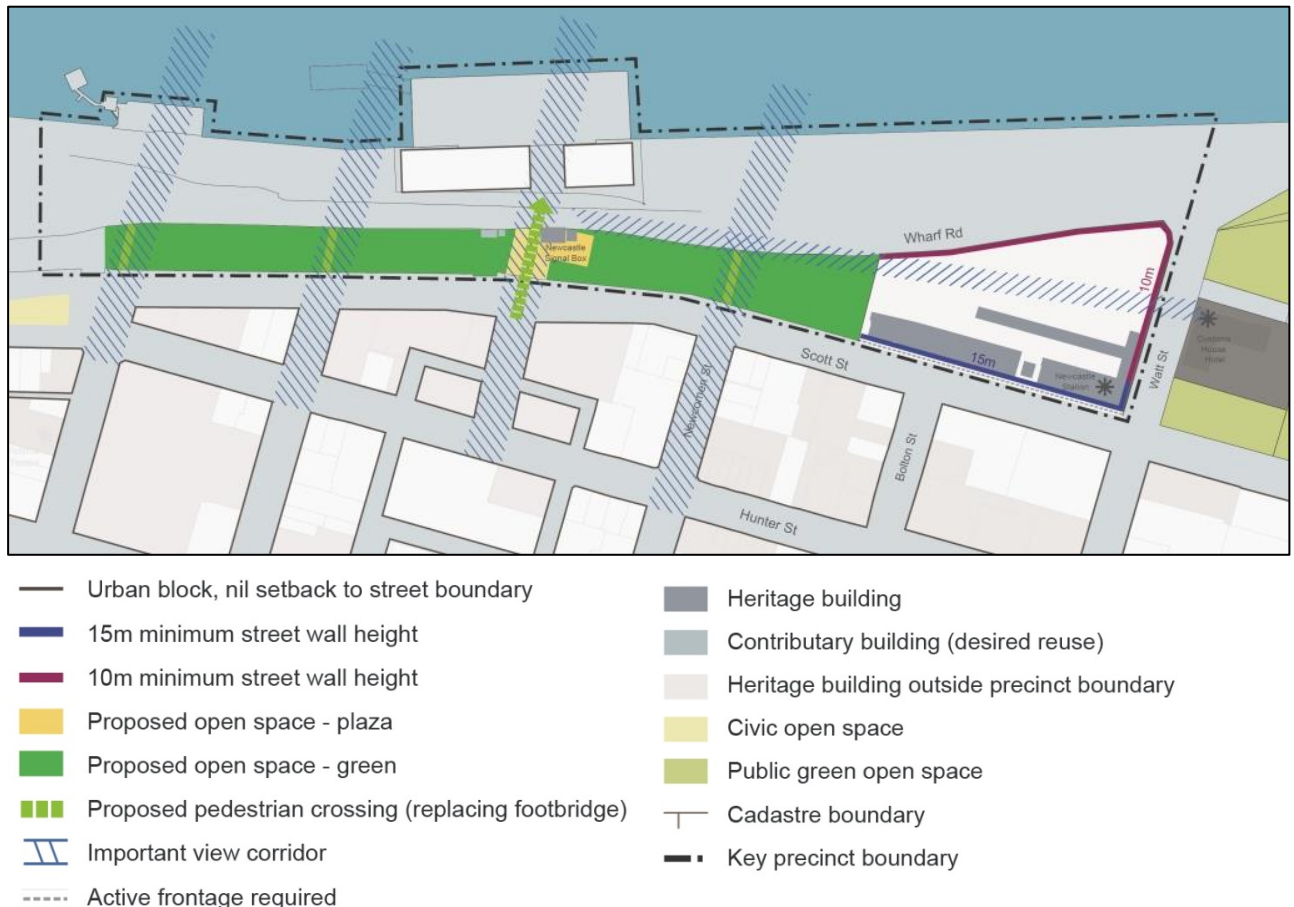 Wharf Rd
Newcastle
Signal Box
10m
Customs
House
Hotel
15m
Scott St
Newcastle
Station
Watt St
Newcomen St
Bolton St
Hunter St
Urban block, nil setback to street boundary
15m minimum street wall height
10m minimum street wall height
Proposed open space - plaza
Proposed open space - green
Proposed pedestrian crossing (replacing footbridge)
Important view corridor
Active frontage required
Heritage building
Contributary building (desired reuse)
Heritage building outside precinct boundary
Civic open space
Public green open space
Cadastre boundary
Key precinct boundary